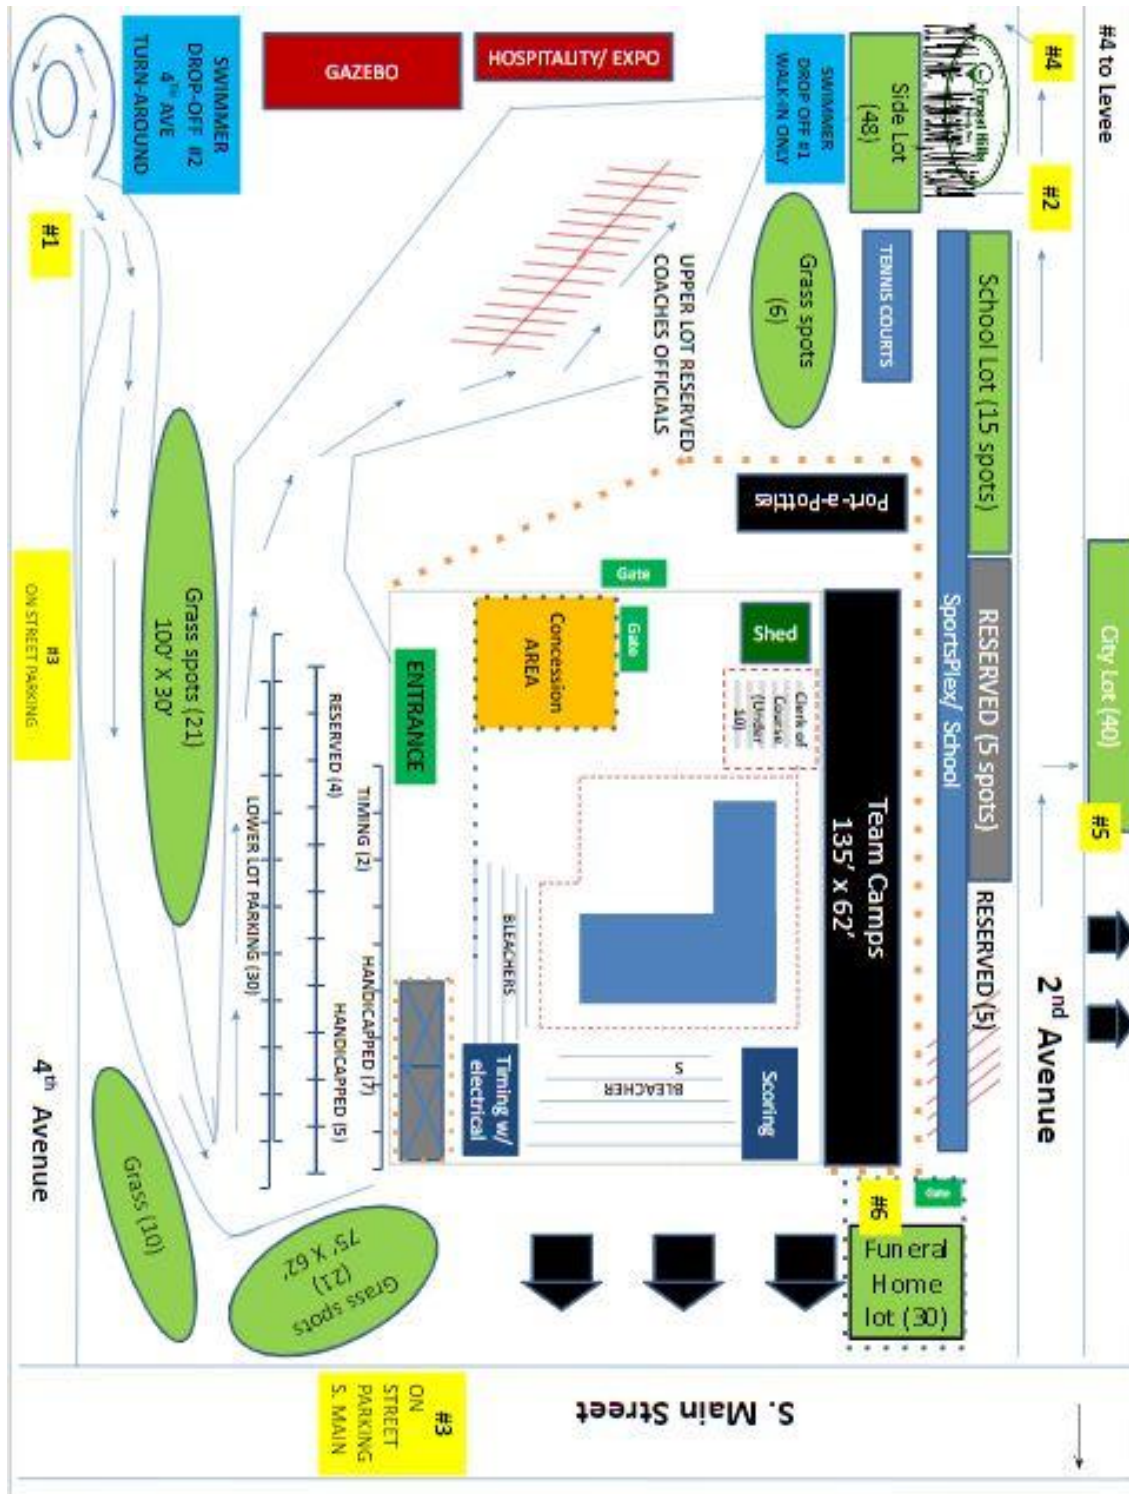 #4 to Levee
#4
#2
Forest Hills
Side Lot
(48)
SWIMMER
DROP OFF #1
WALK-IN ONLY
HOSPITALITY/ EXPO
GAZEBO
SWIMMER
DROP-OFF #2
4TH AVE
TURN-AROUND
#1
School Lot (15 spots)
TENNIS COURTS
Grass spots
(6)
UPPER LOT RESERVED
COACHES OFFICIALS
Port-a-Potties
City Lot (40)
#5
RESERVED (5 spots)
SportsPlex/ School
RESERVED (5)
2nd Avenue
Team Camps
135' x 62'
Gate
Gate
Shed
Clerk of
Course
(Under
10)
Concession
AREA
ENTRANCE
RESERVED (4)
TIMING (2)
HANDICAPPED (7)
HANDICAPPED (5)
LOWER LOT PARKING (30)
Grass spots (21)
100' X 30'
#3
ON STREET PARKING
BLEACHERS
BLEACHER
S
Timing w/
electrical
Scoring
Gate
#6
Funeral
Home
lot (30)
4th Avenue
Grass (10)
Grass spots
(21)
75' X 62'
#3
ON
STREET
PARKING
S. MAIN
S. Main Street